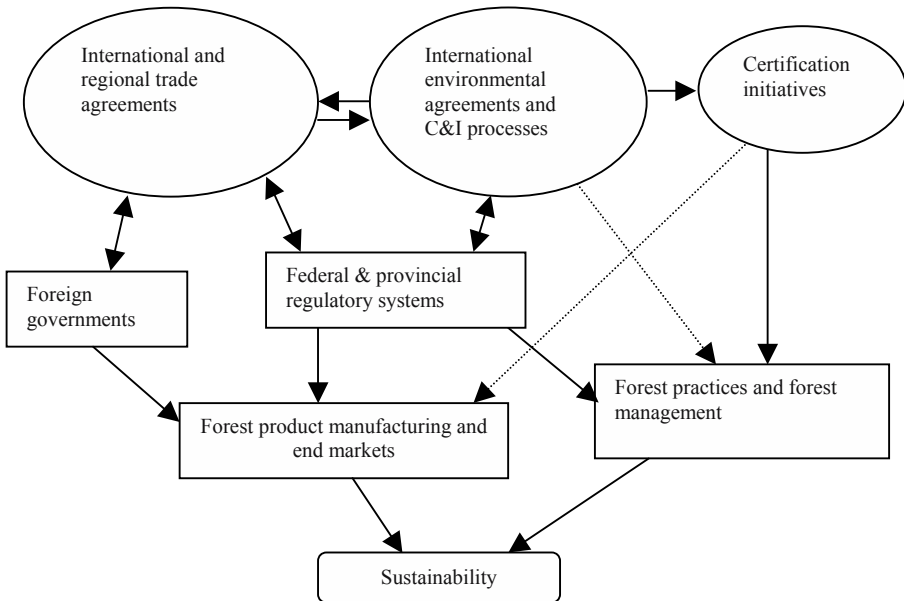 International and
regional trade
agreements
International
environmental
agreements and
C&I processes
Certification
initiatives
Foreign
governments
Federal & provincial
regulatory systems
Forest product manufacturing and
end markets
Forest practices and forest
management
Sustainability